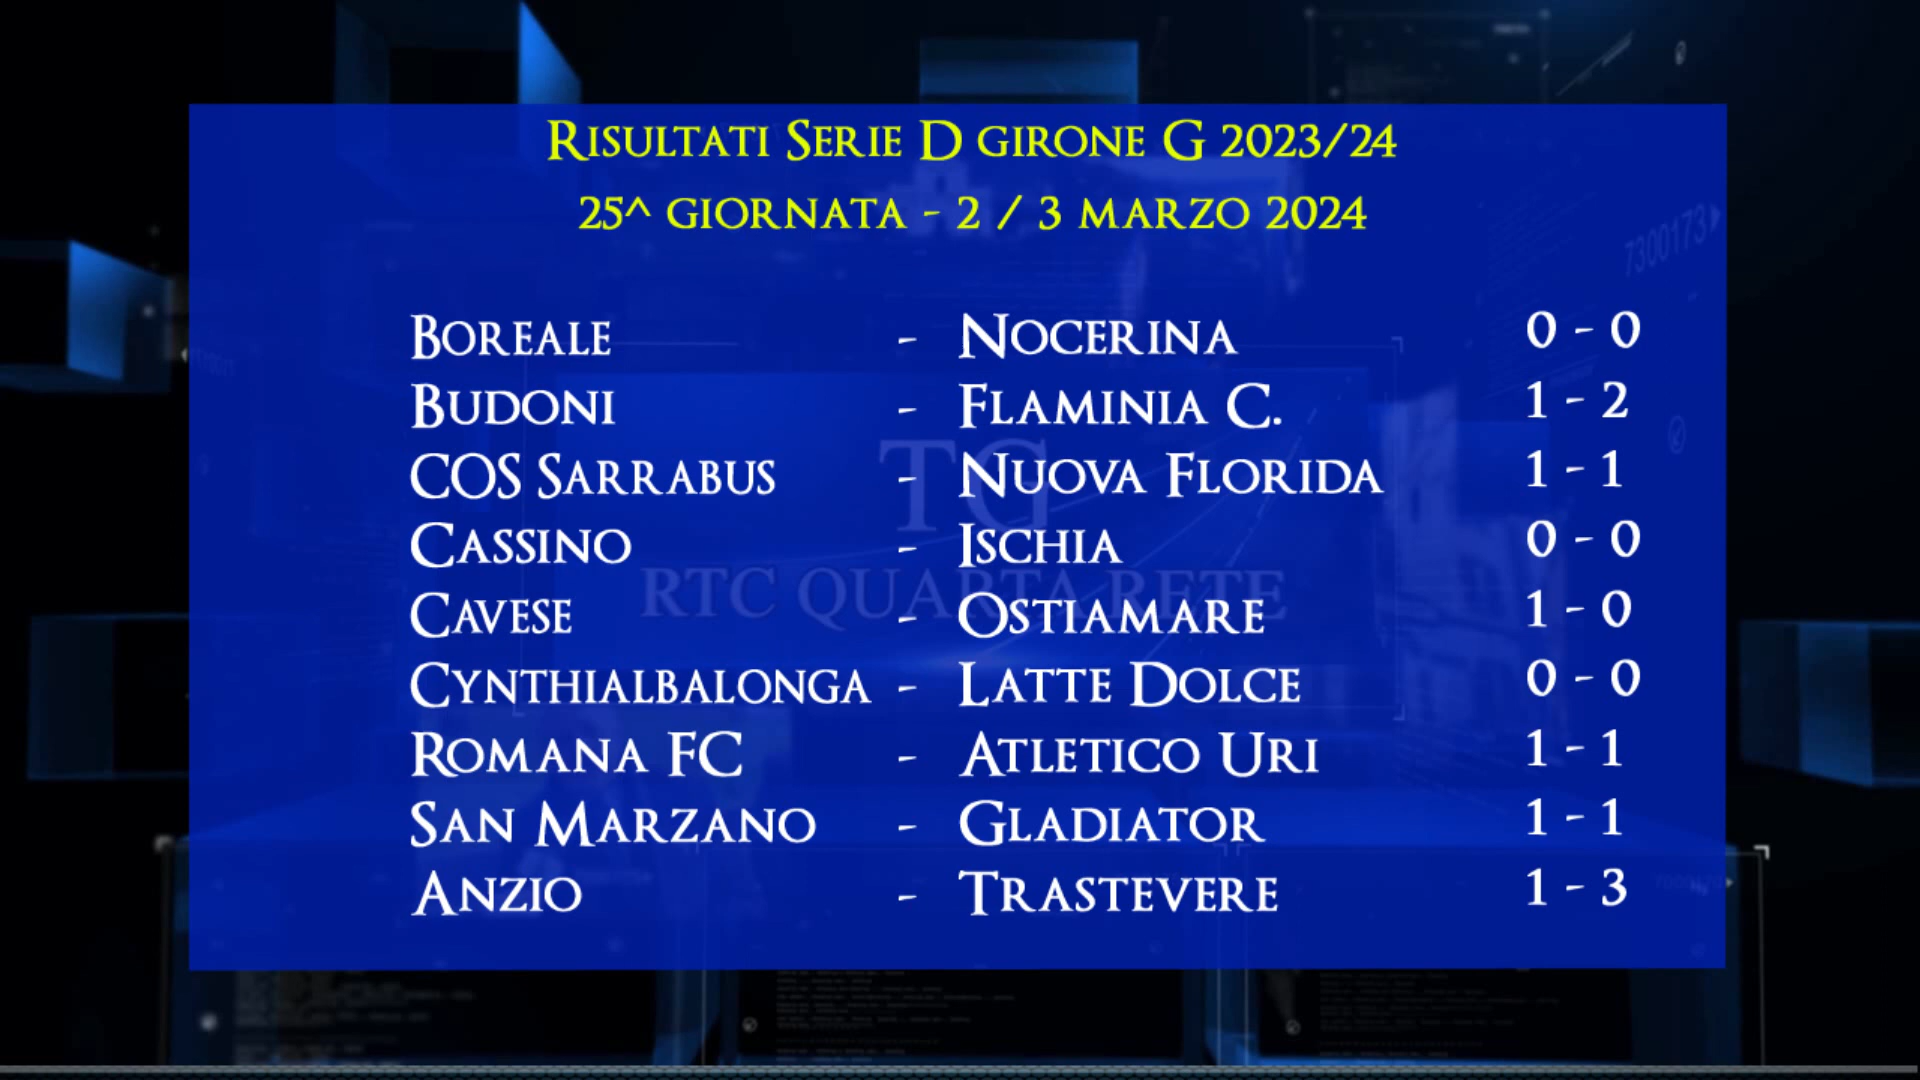 Risultati Serie D girone G 2023/24
25^ giornata - 2 / 3 marzo 2024
7300173
Boreale - Nocerina 0 - 0
Budoni - Flaminia C. 1 - 2
COS Sarrabus - Nuova Florida 1 - 1
TG
Cassino - Ischia 0 - 0
RTC QUARTA RETE
Cavese - Ostiamare 1 - 0
Cynthialbalonga - Latte Dolce 0 - 0
Romana FC - Atletico Uri 1 - 1
San Marzano - Gladiator 1 - 1
Anzio - Trastevere 1 - 3